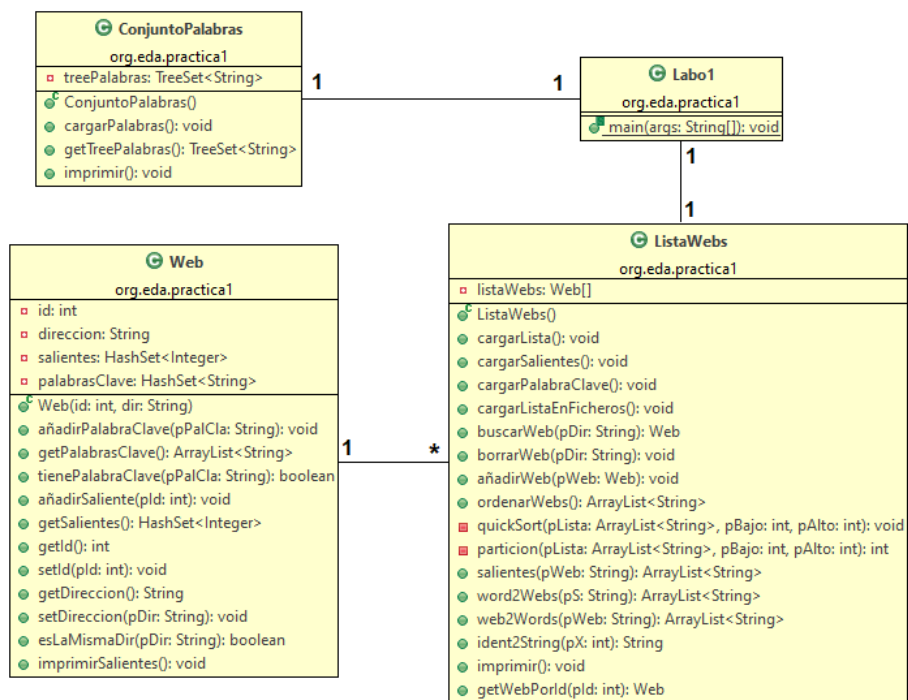 ConjuntoPalabras
org.eda.practica1
treePalabras: TreeSet<String>
ConjuntoPalabras()
cargarPalabras(): void
getTreePalabras(): TreeSet<String>
imprimir(): void
1
1
Labo1
org.eda.practica1
main(args: String[]): void
1
1
Web
org.eda.practica1
id: int
direccion: String
salientes: HashSet<Integer>
palabrasClave: HashSet<String>
Web(id: int, dir: String)
añadirPalabraClave(pPalCla: String): void
getPalabrasClave(): ArrayList<String>
tienePalabraClave(pPalCla: String): boolean
añadirSaliente(pId: int): void
getSalientes(): HashSet<Integer>
getId(): int
setId(pId: int): void
getDireccion(): String
setDireccion(pDir: String): void
esLaMismaDir(pDir: String): boolean
imprimirSalientes(): void
1
*
ListaWebs
org.eda.practica1
listaWebs: Web[]
ListaWebs()
cargarLista(): void
cargarSalientes(): void
cargarPalabraClave(): void
cargarListaEnFicheros(): void
buscarWeb(pDir: String): Web
borrarWeb(pDir: String): void
añadirWeb(pWeb: Web): void
ordenarWebs(): ArrayList<String>
quickSort(pLista: ArrayList<String>, pBajo: int, pAlto: int): void
particion(pLista: ArrayList<String>, pBajo: int, pAlto: int): int
salientes(pWeb: String): ArrayList<String>
word2Webs(pS: String): ArrayList<String>
web2Words(pWeb: String): ArrayList<String>
ident2String(pX: int): String
imprimir(): void
getWebPorId(pId: int): Web